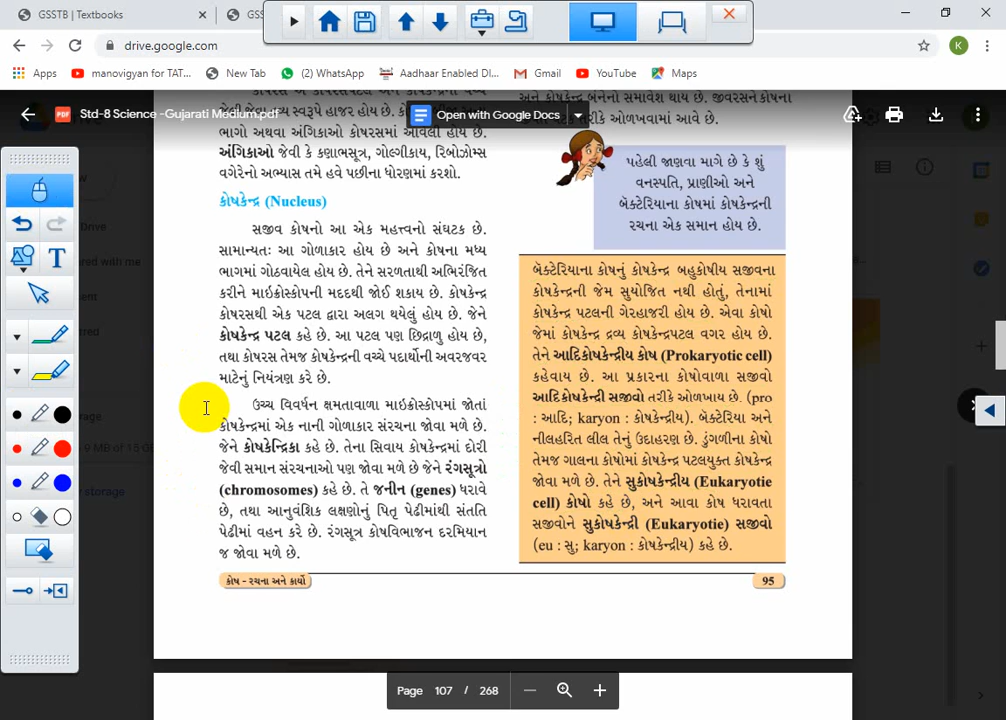 GSSTB | Textbooks
drive.google.com
Apps
manovigyan for TAT...
New Tab
(2) WhatsApp
Aadhaar Enabled DI...
Gmail
YouTube
Maps
K
PDF
Std-8 Science -Gujarati Medium.pdf
Open with Google Docs
જેલી જેવા દ્રવ્ય સ્વરૂપે હાજર હોય છે.
ભાગો અથવા અંગિકાઓ કોષરસમાં આવેલી હોય છે.
અંગિકાઓ જેવી કે કણાભસૂત્ર, ગોલ્ગીકાય, રિબોઝોમ્સ
વગેરેનો અભ્યાસ તમે હવે પછીના ધોરણમાં કરશો.
કોષકેન્દ્ર (Nucleus)
સજીવ કોષનો આ એક મહત્ત્વનો સંઘટક છે.
સામાન્યતઃ આ ગોળાકાર હોય છે અને કોષના મધ્ય
ભાગમાં ગોઠવાયેલ હોય છે. તેને સરળતાથી અભિરંજિત
કરીને માઇક્રોસ્કોપની મદદથી જોઈ શકાય છે. કોષકેન્દ્ર
કોષરસથી એક પટલ દ્વારા અલગ થયેલું હોય છે. જેને
કોષકેન્દ્ર પટલ કહે છે. આ પટલ પણ છિદ્રાળુ હોય છે,
તથા કોષરસ તેમજ કોષકેન્દ્રની વચ્ચે પદાર્થોની અવરજવર
માટેનું નિયંત્રણ કરે છે.
ઉચ્ચ વિવર્ધન ક્ષમતાવાળા માઇક્રોસ્કોપમાં જોતાં
કોષકેન્દ્રમાં એક નાની ગોળાકાર સંરચના જોવા મળે છે.
જેને કોષકેન્દ્રિકા કહે છે. તેના સિવાય કોષકેન્દ્રમાં દોરી
જેવી સમાન સંરચનાઓ પણ જોવા મળે છે જેને રંગસૂત્રો
(chromosomes) કહે છે. તે જનીન (genes) ધરાવે
છે, તથા આનુવંશિક લક્ષણોનું પિતૃ પેઢીમાંથી સંતતિ
પેઢીમાં વહન કરે છે. રંગસૂત્ર કોષવિભાજન દરમિયાન
જ જોવા મળે છે.
અને કોષકેન્દ્ર બંનેનો સમાવેશ થાય છે. જીવરસને કોષના
તરીકે ઓળખવામાં આવે છે.
પહેલી જાણવા માગે છે કે શું
વનસ્પતિ, પ્રાણીઓ અને
બૅક્ટેરિયાના કોષમાં કોષકેન્દ્રની
રચના એક સમાન હોય છે.
બૅક્ટેરિયાના કોષનું કોષકેન્દ્ર બહુકોષીય સજીવના
કોષકેન્દ્રની જેમ સુયોજિત નથી હોતું, તેનામાં
કોષકેન્દ્ર પટલની ગેરહાજરી હોય છે. એવા કોષો
જેમાં કોષકેન્દ્ર દ્રવ્ય કોષકેન્દ્રપટલ વગર હોય છે.
તેને આદિકોષકેન્દ્રીય કોષ (Prokaryotic cell)
કહેવાય છે. આ પ્રકારના કોષોવાળા સજીવો
આદિકોષકેન્દ્રી સજીવો તરીકે ઓળખાય છે. (pro
: આદિ; karyon : કોષકેન્દ્રીય). બૅક્ટેરિયા અને
નીલહરિત લીલ તેનું ઉદાહરણ છે. ડુંગળીના કોષો
તેમજ ગાલના કોષોમાં કોષકેન્દ્ર પટલયુક્ત કોષકેન્દ્ર
જોવા મળે છે. તેને સુકોષકેન્દ્રીય (Eukaryotic
cell) કોષો કહે છે, અને આવા કોષ ધરાવતા
સજીવોને સુકોષકેન્દ્રી (Eukaryotie) સજીવો
(eu : સુ; karyon : કોષકેન્દ્રીય) કહે છે.
કોષ - રચના અને કાર્યો
95
Page 107 / 268